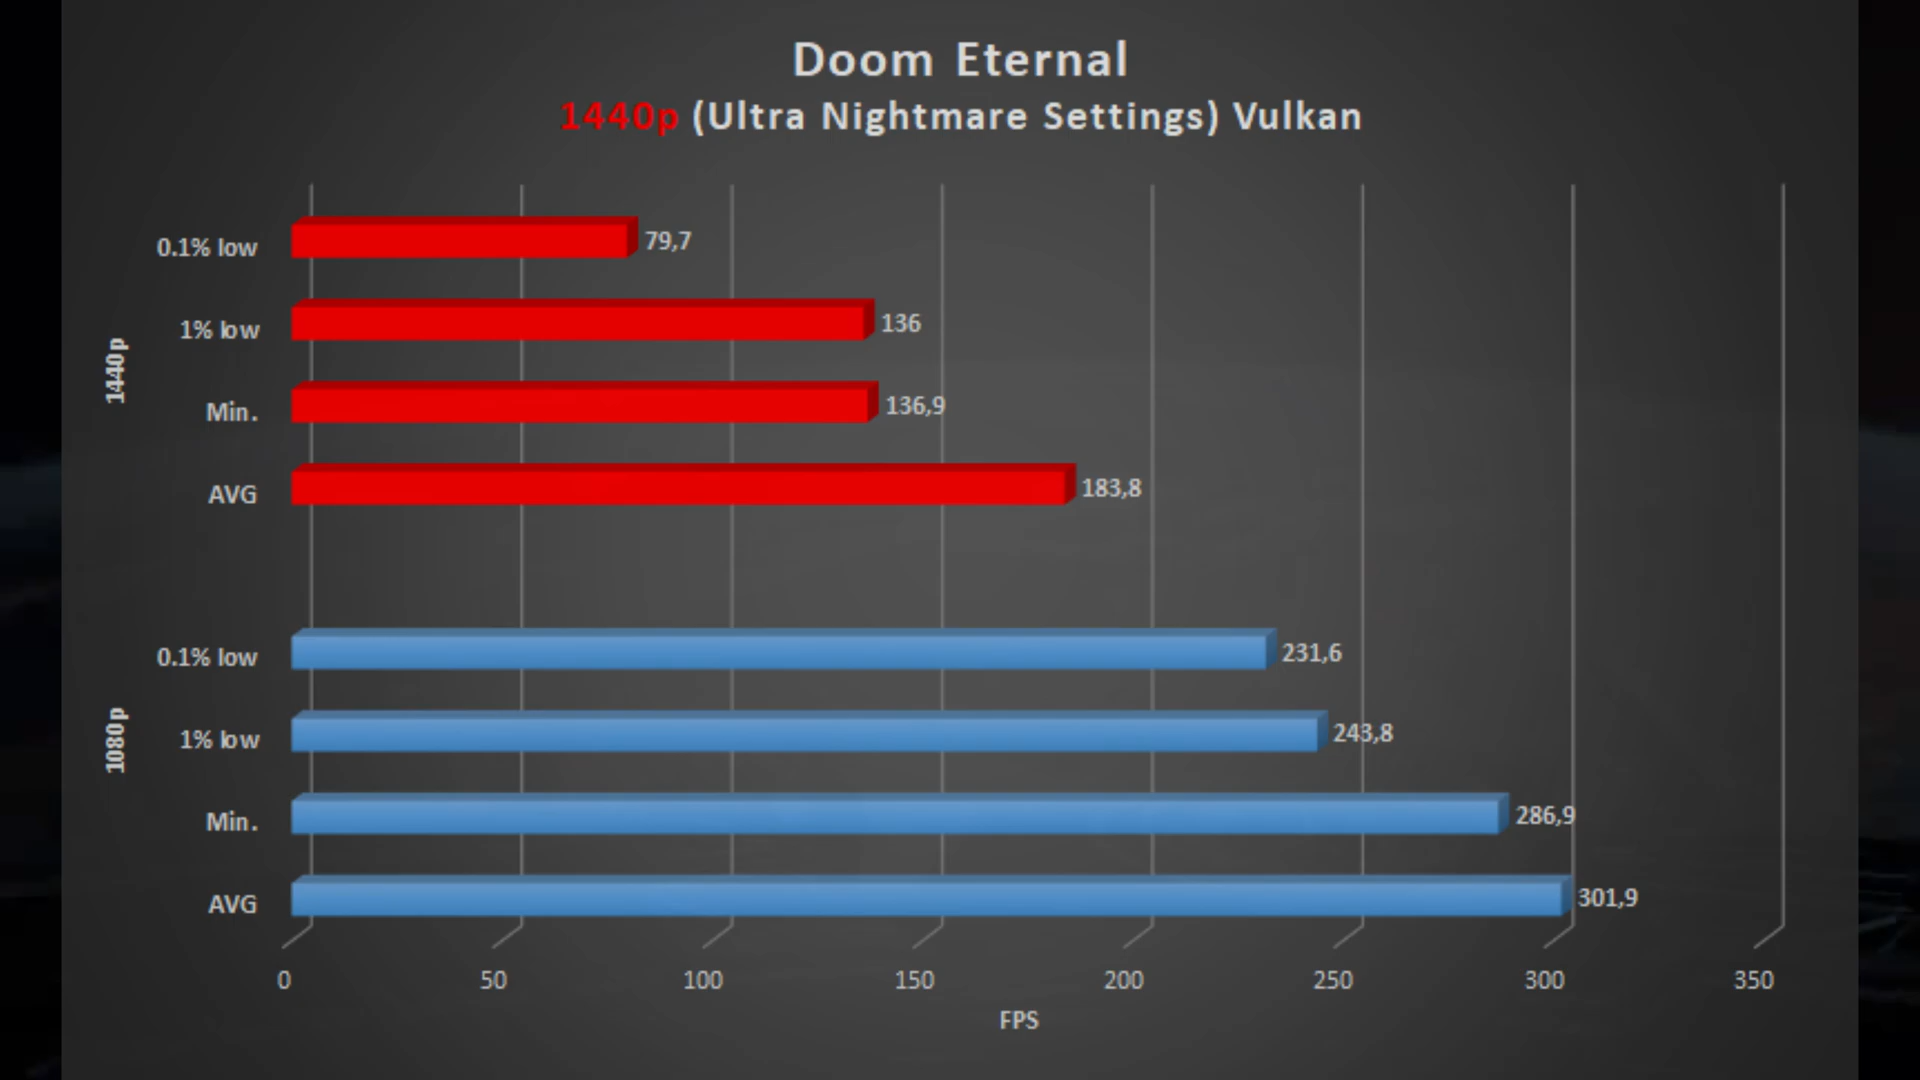 Doom Eternal
1440p (Ultra Nightmare Settings) Vulkan
1440p
0.1% low 79,7
1% low 136
Min. 136,9
AVG 183,8
1080p
0.1% low 231,6
1% low 243,8
Min. 286,9
AVG 301,9
0 50 100 150 200 250 300 350
FPS